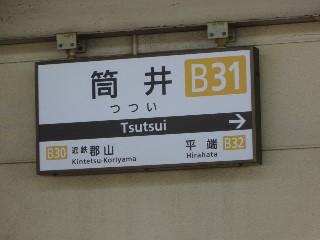 筒井 B31
つつい
Tsutsui →
B30 近鉄郡山 平端 B32
Kintetsu-Koriyama Hirahata